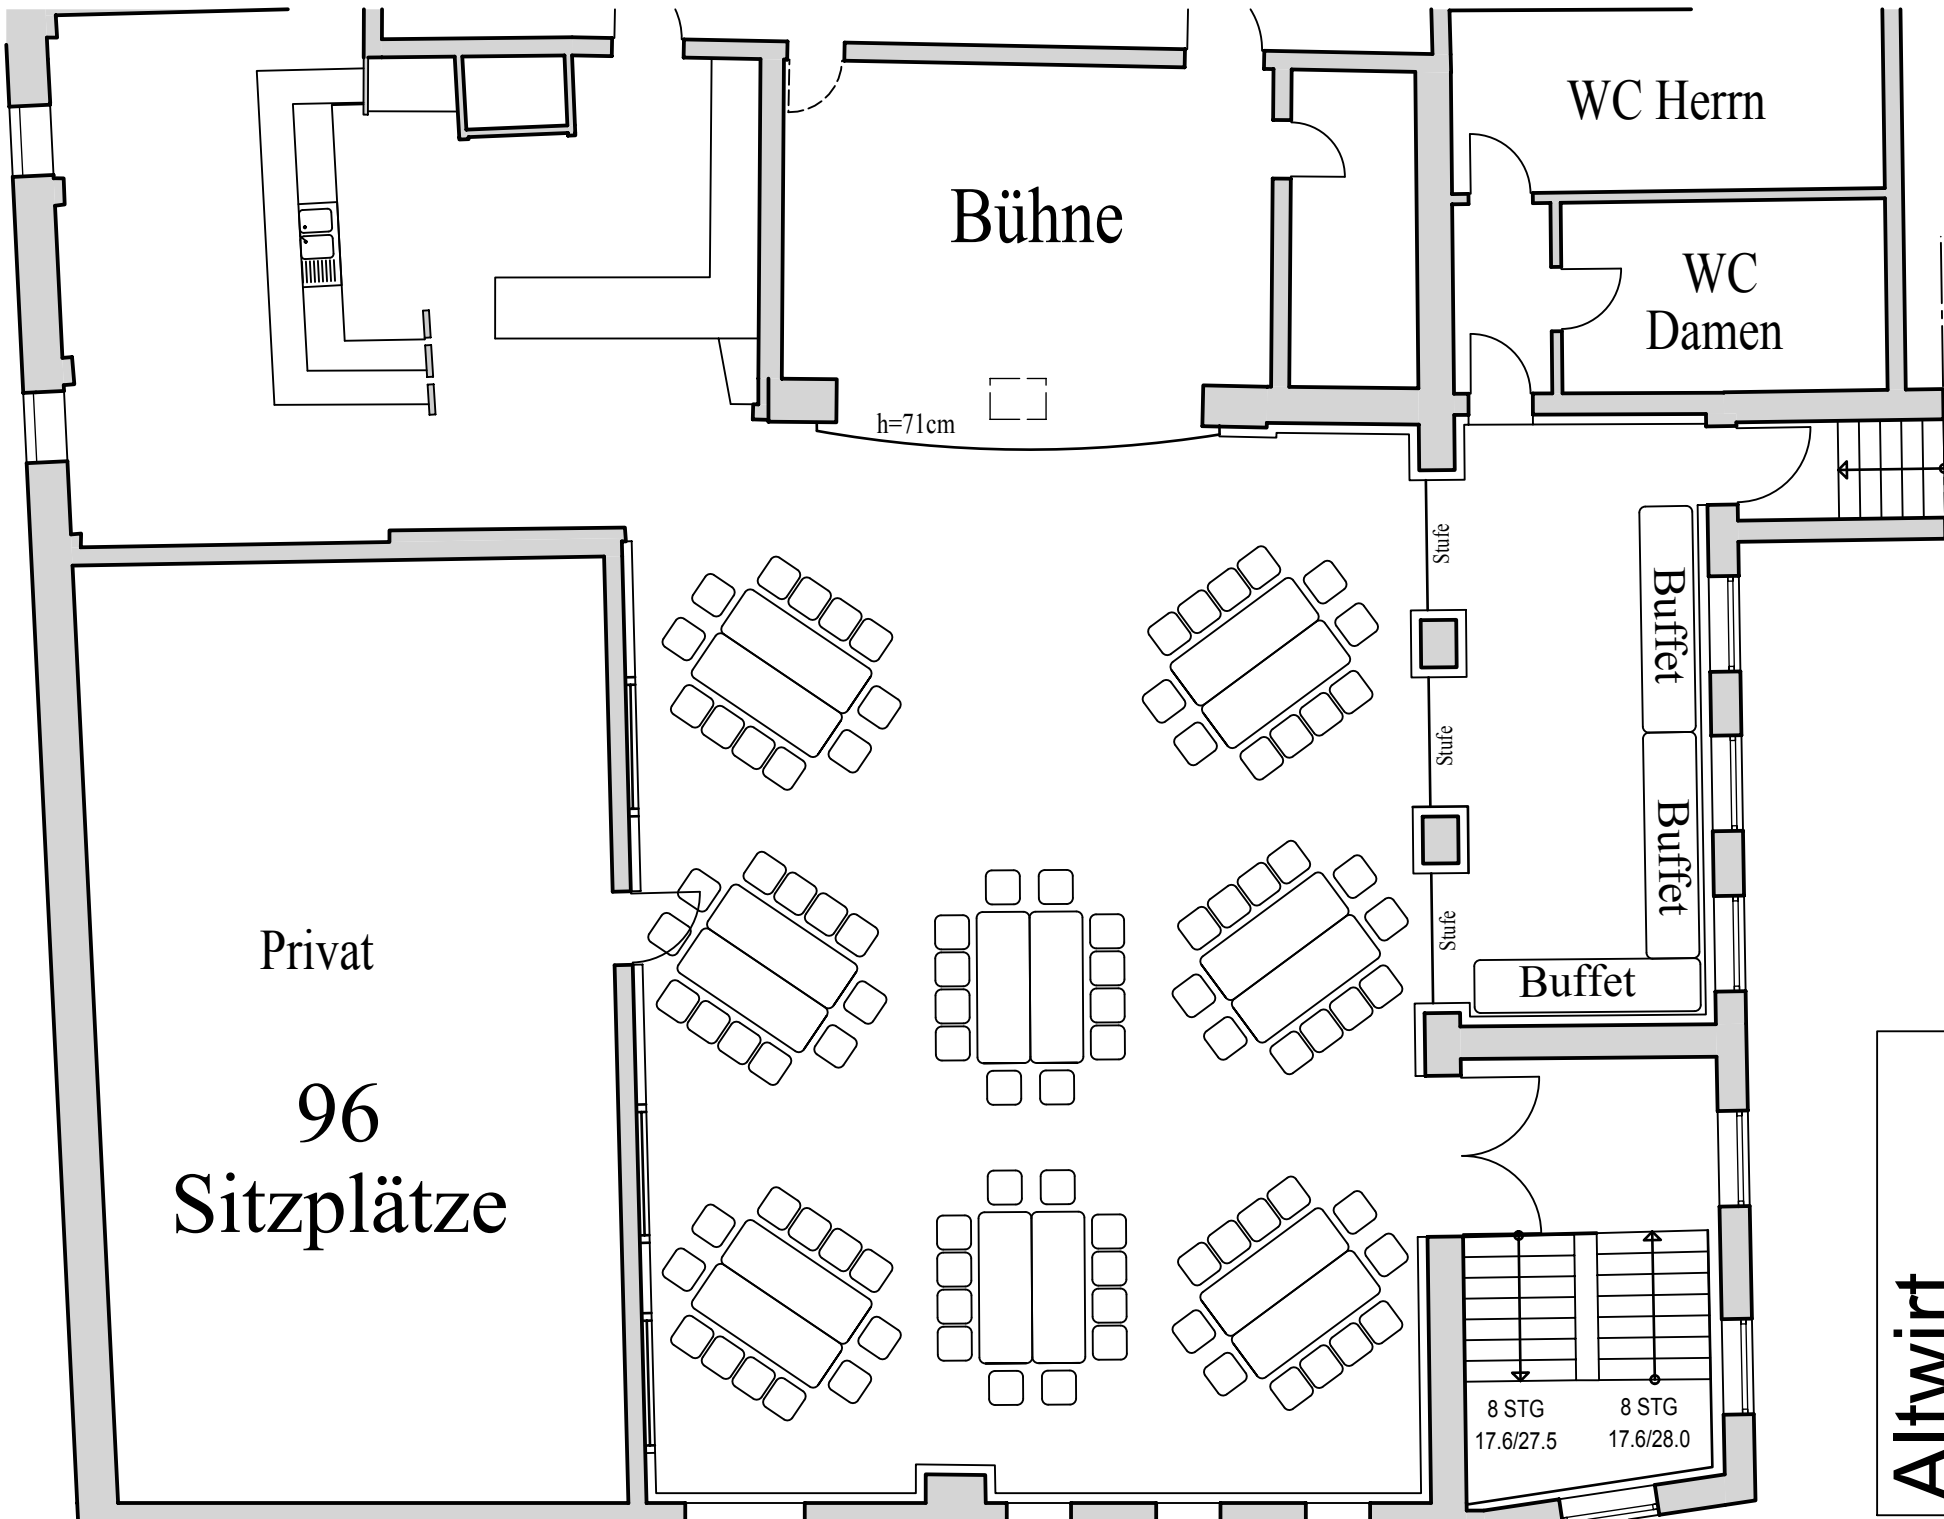 WC Herrn
Bühne
WC
Damen
h=71cm
Stufe
Buffet
Stufe
Buffet
Stufe
Privat
Buffet
96
Sitzplätze
Altwirt
8 STG
17.6/27.5
8 STG
17.6/28.0